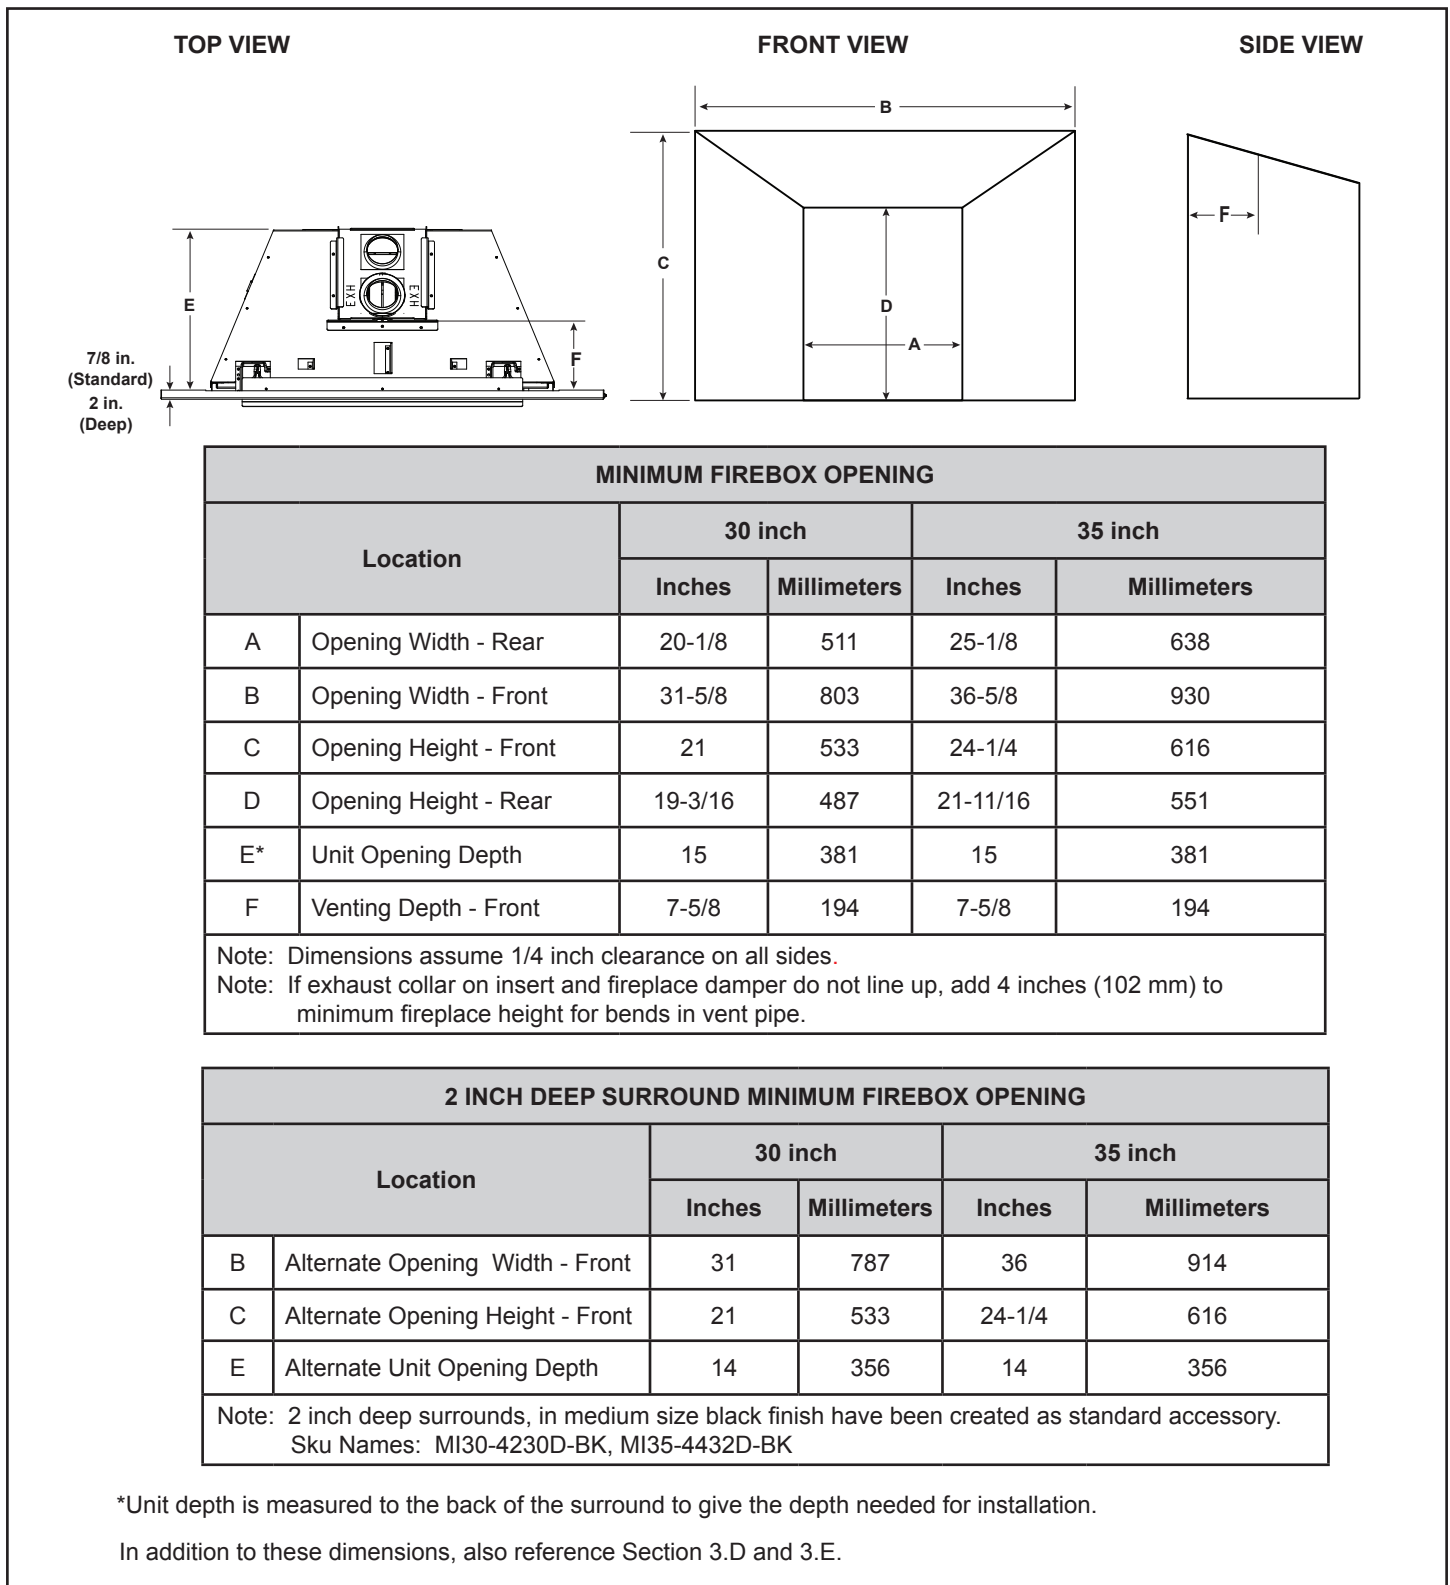 TOP VIEW
FRONT VIEW
SIDE VIEW
B
C
D
A
F
E
F
EXH
EXH
7/8 in.
(Standard)
2 in.
(Deep)
MINIMUM FIREBOX OPENING
Location 30 inch 35 inch
Inches Millimeters Inches Millimeters
A Opening Width - Rear 20-1/8 511 25-1/8 638
B Opening Width - Front 31-5/8 803 36-5/8 930
C Opening Height - Front 21 533 24-1/4 616
D Opening Height - Rear 19-3/16 487 21-11/16 551
E* Unit Opening Depth 15 381 15 381
F Venting Depth - Front 7-5/8 194 7-5/8 194
Note: Dimensions assume 1/4 inch clearance on all sides.
Note: If exhaust collar on insert and fireplace damper do not line up, add 4 inches (102 mm) to
minimum fireplace height for bends in vent pipe.
2 INCH DEEP SURROUND MINIMUM FIREBOX OPENING
Location 30 inch 35 inch
Inches Millimeters Inches Millimeters
B Alternate Opening Width - Front 31 787 36 914
C Alternate Opening Height - Front 21 533 24-1/4 616
E Alternate Unit Opening Depth 14 356 14 356
Note: 2 inch deep surrounds, in medium size black finish have been created as standard accessory.
Sku Names: MI30-4230D-BK, MI35-4432D-BK
*Unit depth is measured to the back of the surround to give the depth needed for installation.
In addition to these dimensions, also reference Section 3.D and 3.E.